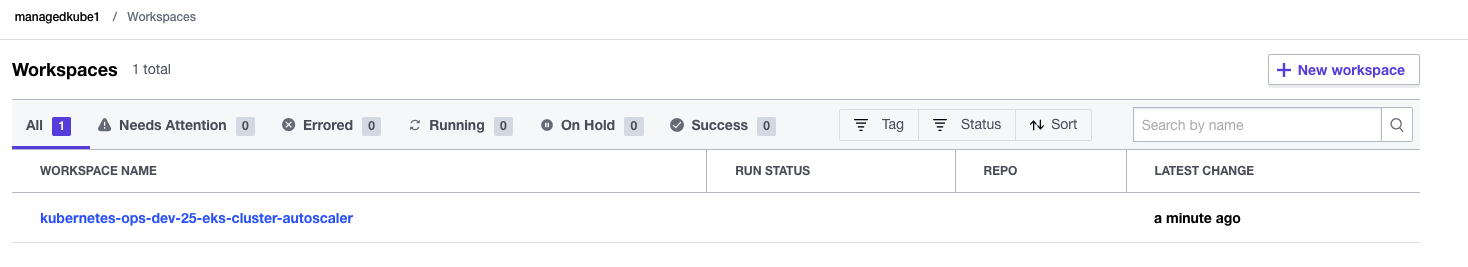 managedkube1 / Workspaces
Workspaces 1 total
+ New workspace
All 1 Needs Attention 0 Errored 0 Running 0 On Hold 0 Success 0 Tag Status Sort Search by name
WORKSPACE NAME RUN STATUS REPO LATEST CHANGE
kubernetes-ops-dev-25-eks-cluster-autoscaler a minute ago